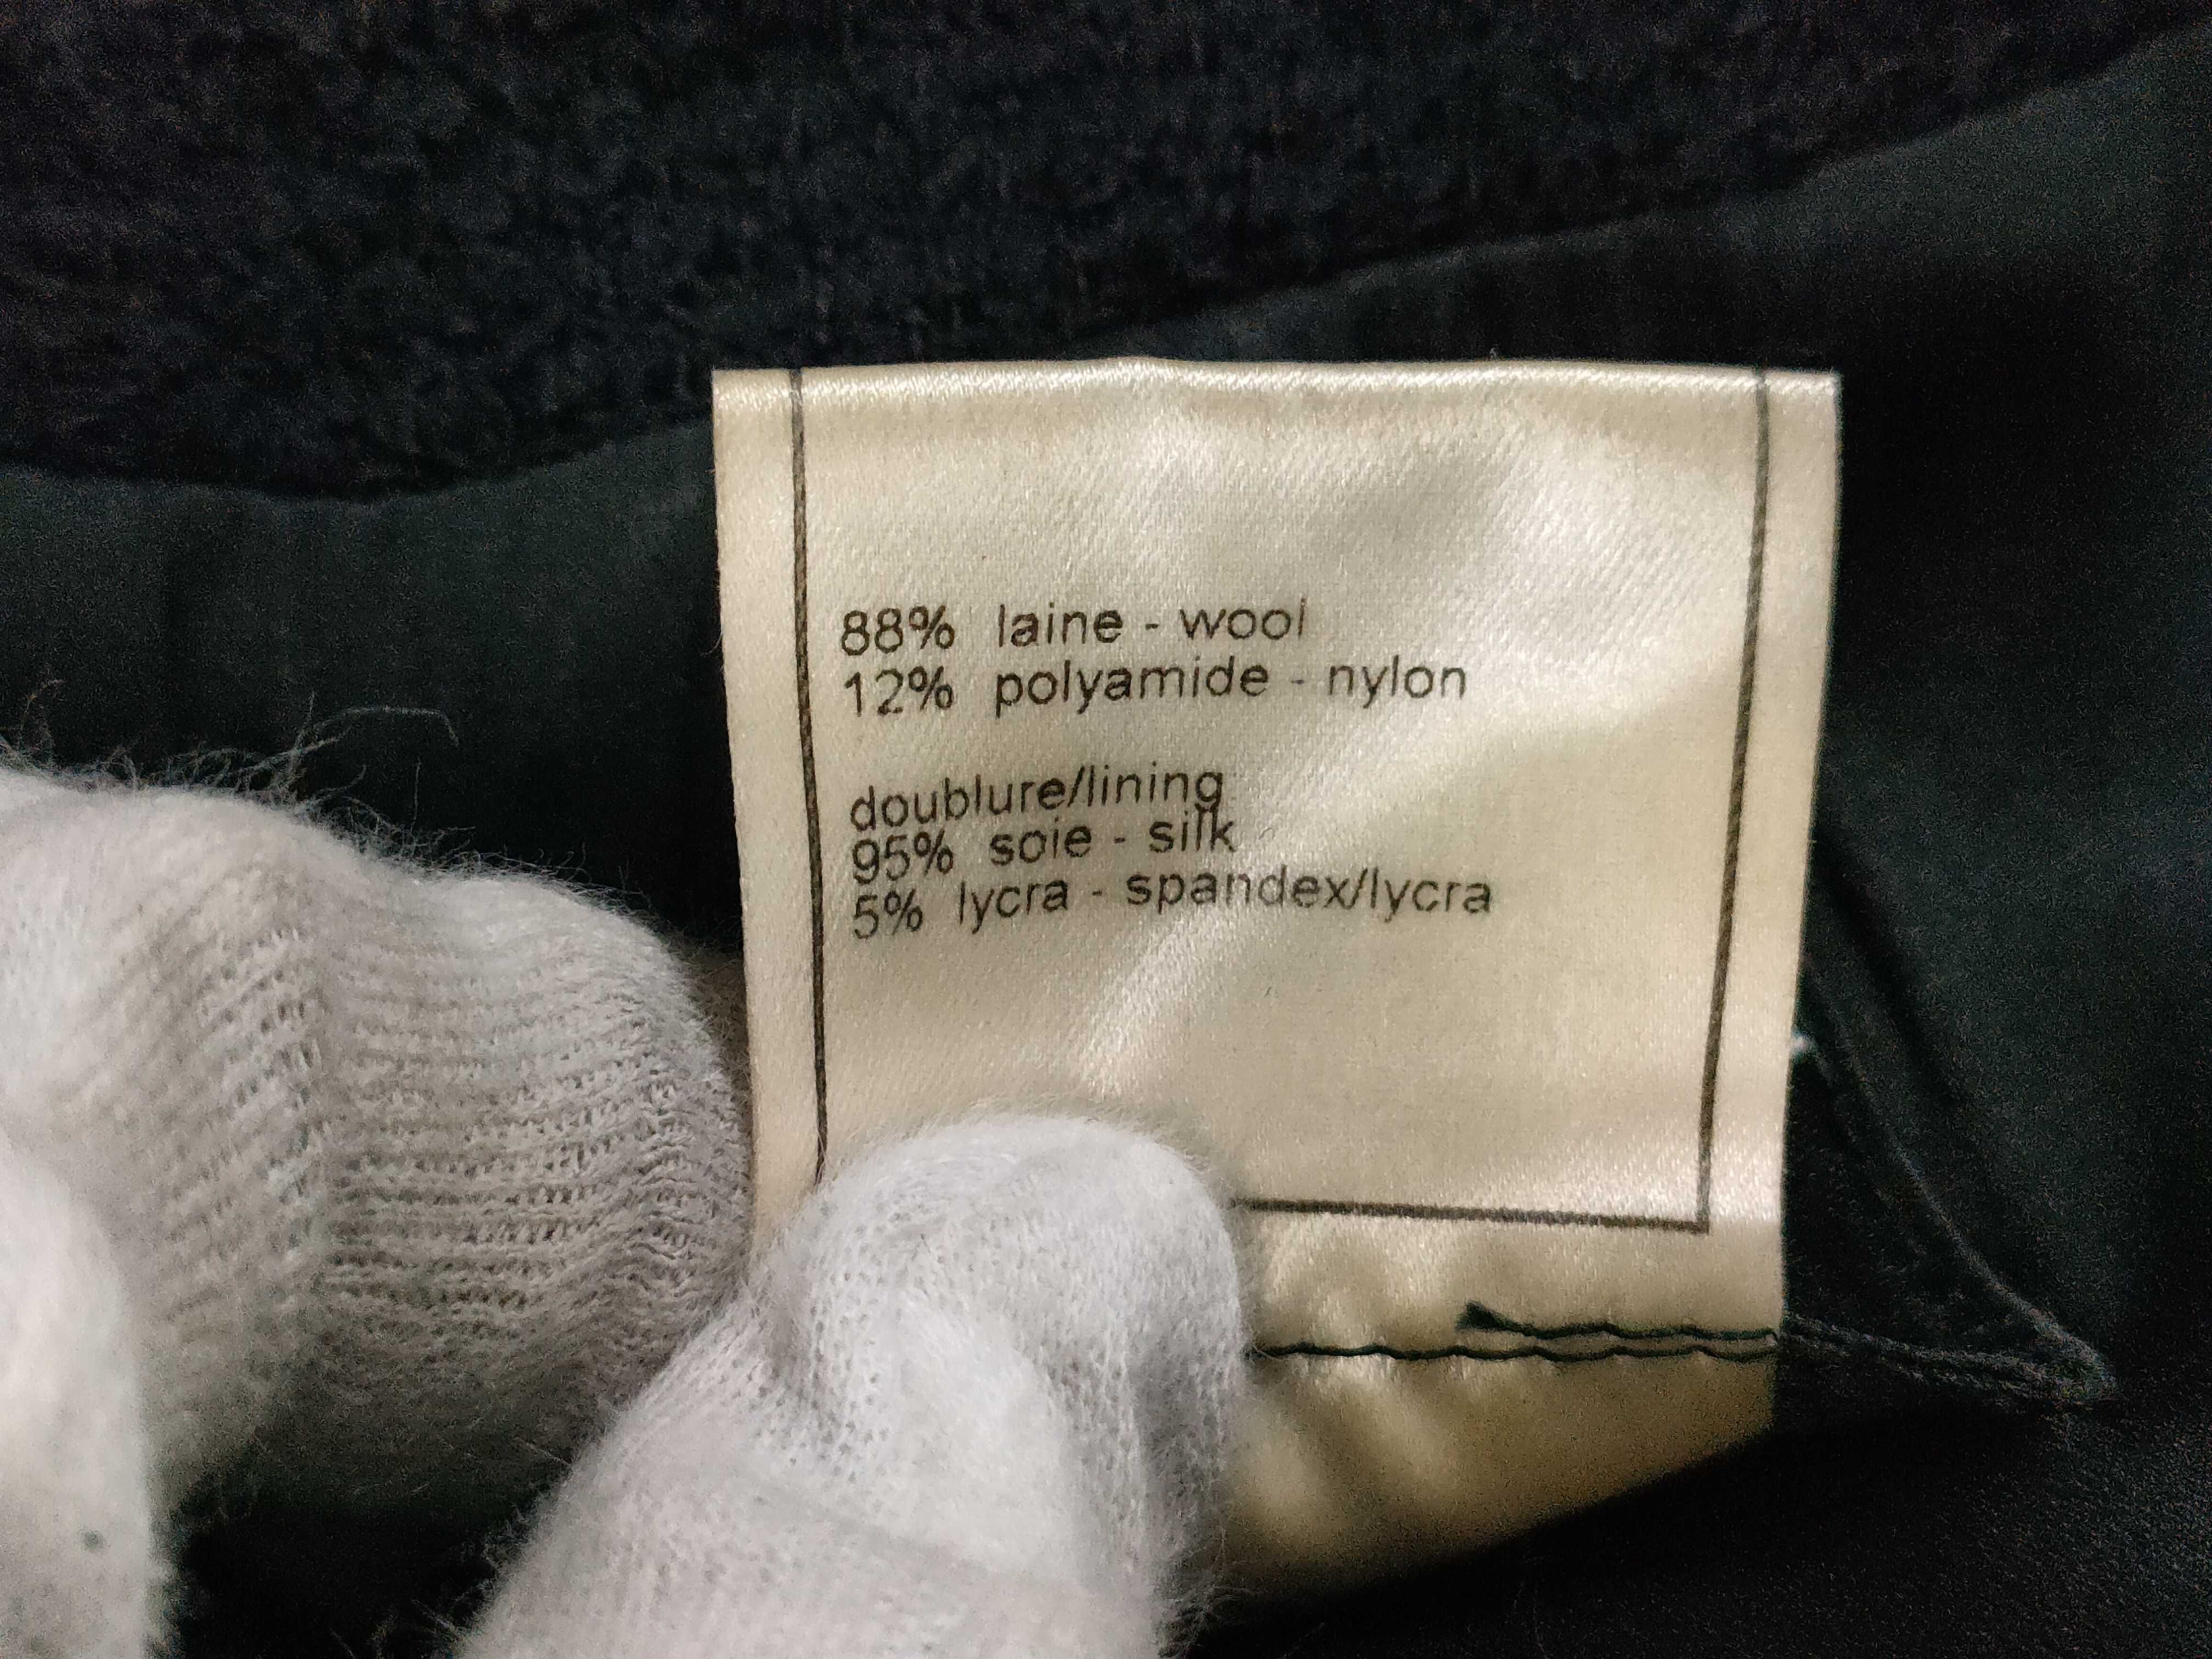 88% laine - wool
12% polyamide - nylon
doublure/lining
95% soie - silk
5% lycra - spandex/lycra